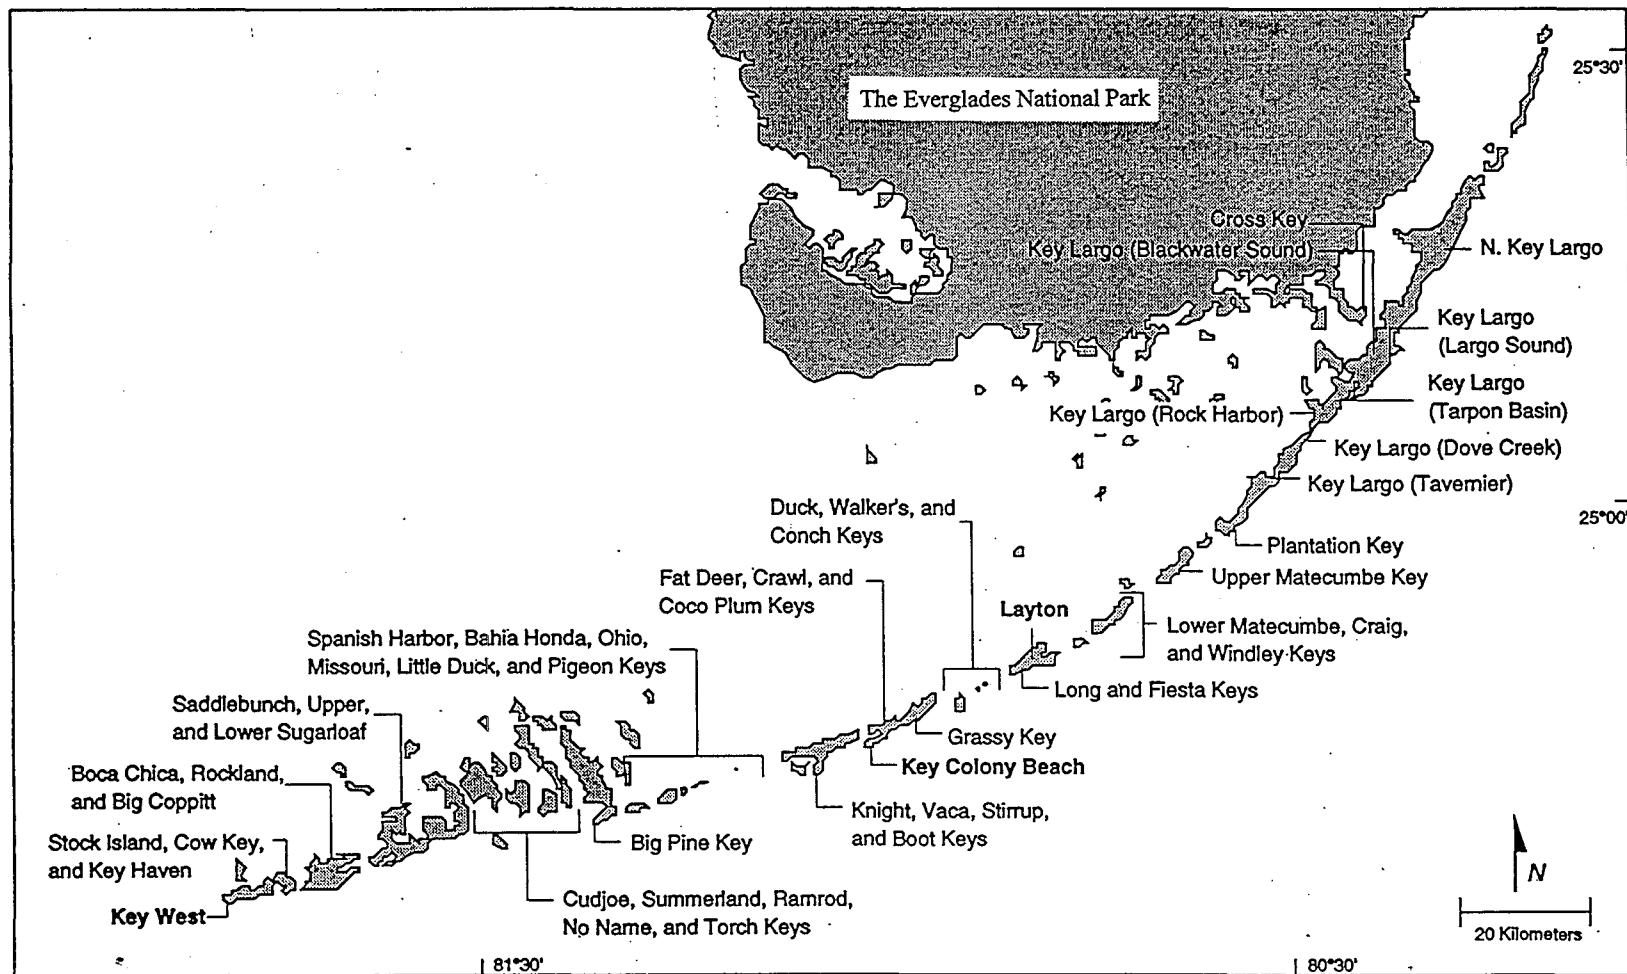 The Everglades National Park
25°30'
Cross Key
Key Largo (Blackwater Sound)
N. Key Largo
Key Largo
(Largo Sound)
Key Largo
(Tarpon Basin)
Key Largo (Rock Harbor)
Key Largo (Dove Creek)
Key Largo (Tavernier)
25°00'
Duck, Walker's, and
Conch Keys
Plantation Key
Upper Matecumbe Key
Fat Deer, Crawl, and
Coco Plum Keys
Layton
Lower Matecumbe, Craig,
and Windley Keys
Spanish Harbor, Bahia Honda, Ohio,
Missouri, Little Duck, and Pigeon Keys
Long and Fiesta Keys
Saddlebunch, Upper,
and Lower Sugarloaf
Grassy Key
Key Colony Beach
Boca Chica, Rockland,
and Big Coppitt
Knight, Vaca, Stirrup,
and Boot Keys
Stock Island, Cow Key,
and Key Haven
Big Pine Key
Key West
Cudjoe, Summerland, Ramrod,
No Name, and Torch Keys
N
20 Kilometers
81°30'
80°30'